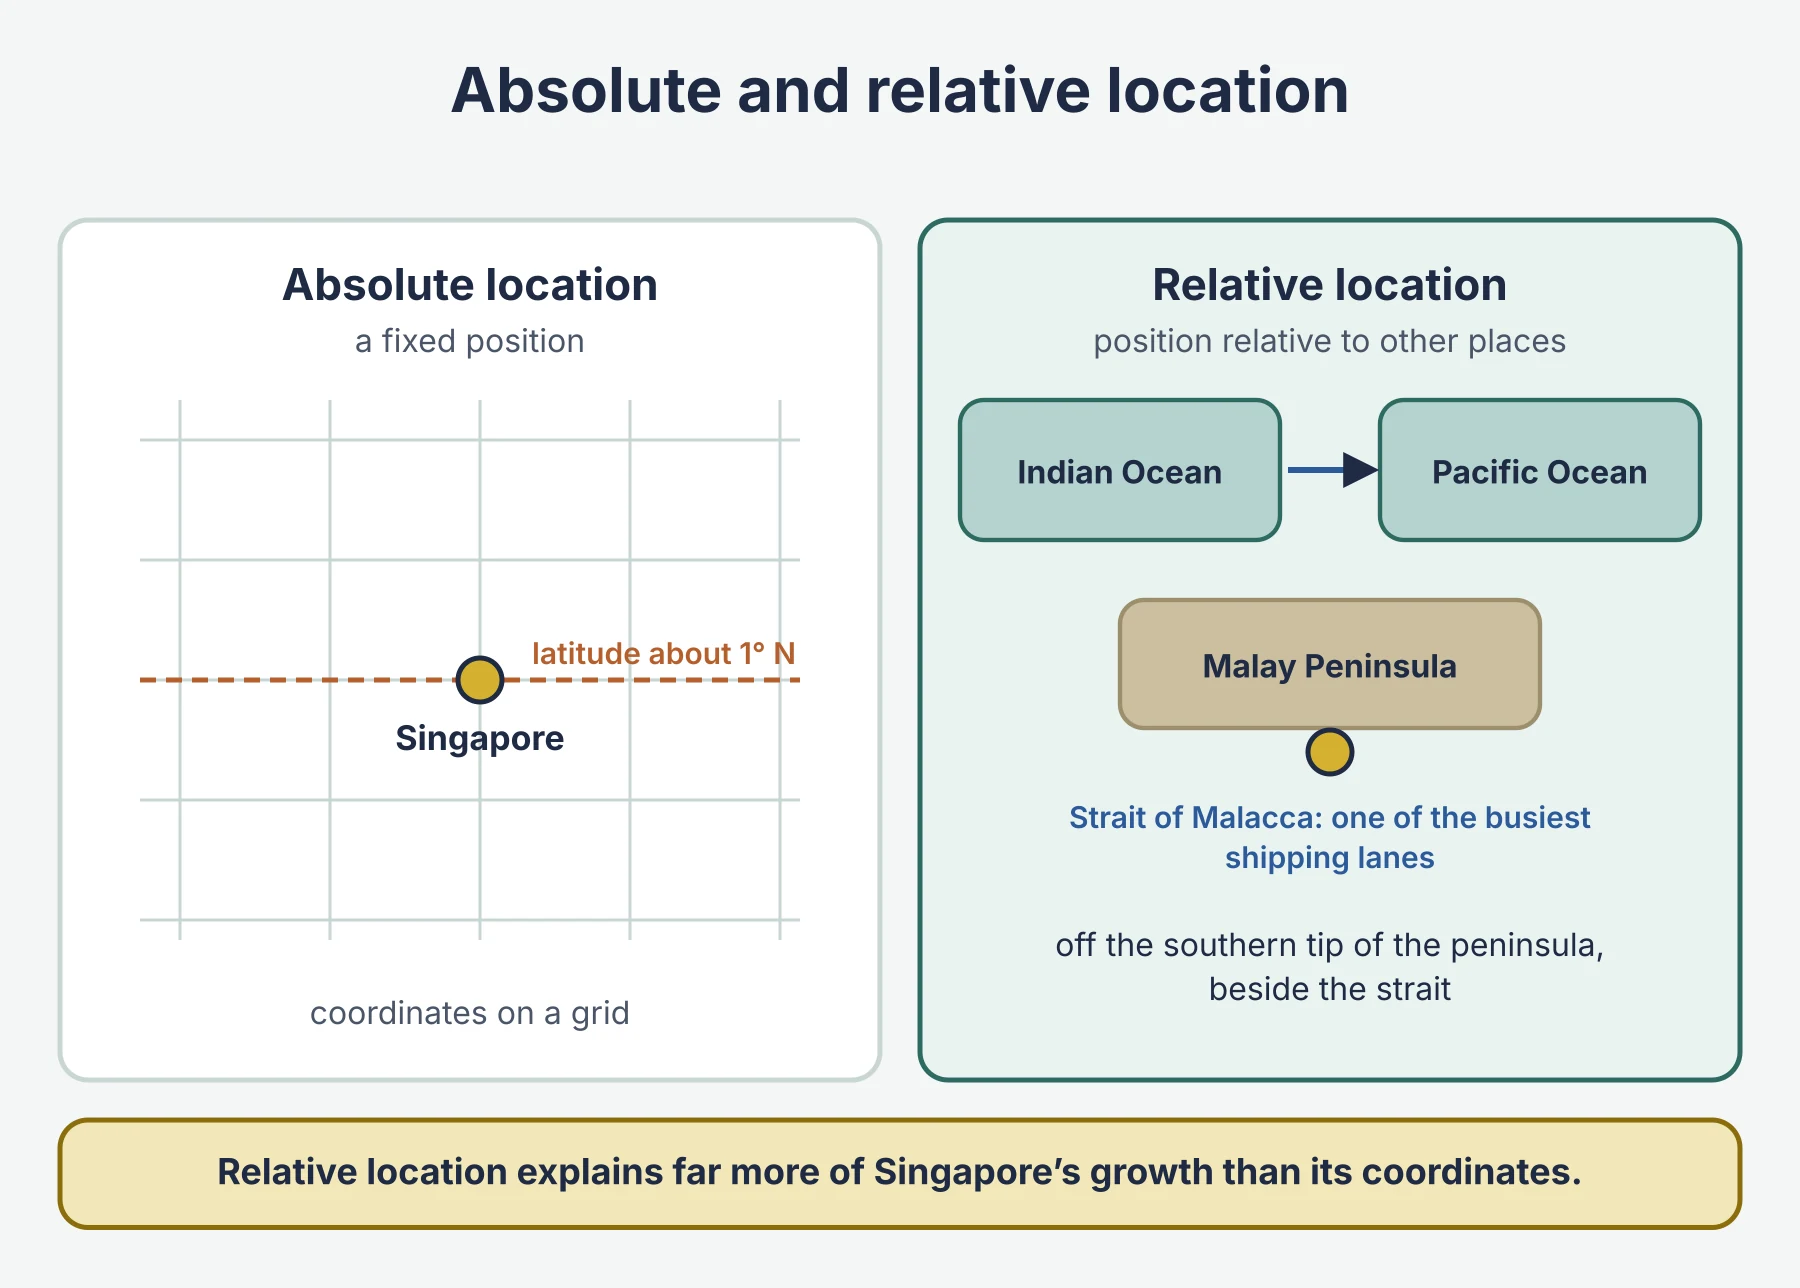 Absolute and relative location
Absolute location
a fixed position
latitude about 1° N
Singapore
coordinates on a grid
Relative location
position relative to other places
Indian Ocean
Pacific Ocean
Malay Peninsula
Strait of Malacca: one of the busiest
shipping lanes
off the southern tip of the peninsula,
beside the strait
Relative location explains far more of Singapore’s growth than its coordinates.